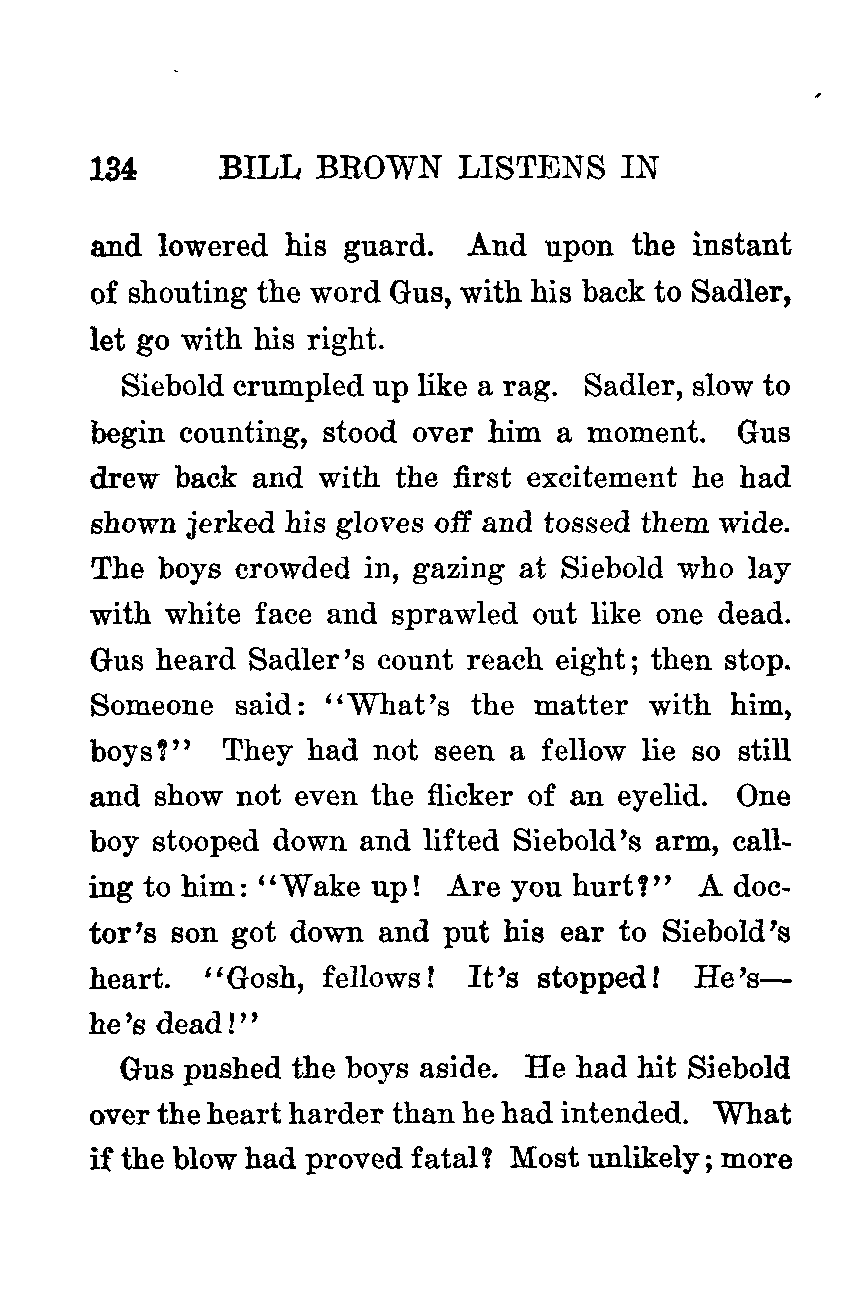 134 BILL BROWN LISTENS IN
and lowered his guard. And upon the instant
of shouting the word Gus, with his back to Sadler,
let go with his right.
Siebold crumpled up like a rag. Sadler, slow to
begin counting, stood over him a moment. Gus
drew back and with the first excitement he had
shown jerked his gloves off and tossed them wide.
The boys crowded in, gazing at Siebold who lay
with white face and sprawled out like one dead.
Gus heard Sadler's count reach eight; then stop.
Someone said: "What's the matter with him,
boys?" They had not seen a fellow lie so still
and show not even the flicker of an eyelid. One
boy stooped down and lifted Siebold's arm, call-
ing to him: "Wake up! Are you hurt?" A doc-
tor's son got down and put his ear to Siebold's
heart. "Gosh, fellows! It's stopped! He's—
he's dead!"
Gus pushed the boys aside. He had hit Siebold
over the heart harder than he had intended. What
if the blow had proved fatal? Most unlikely; more